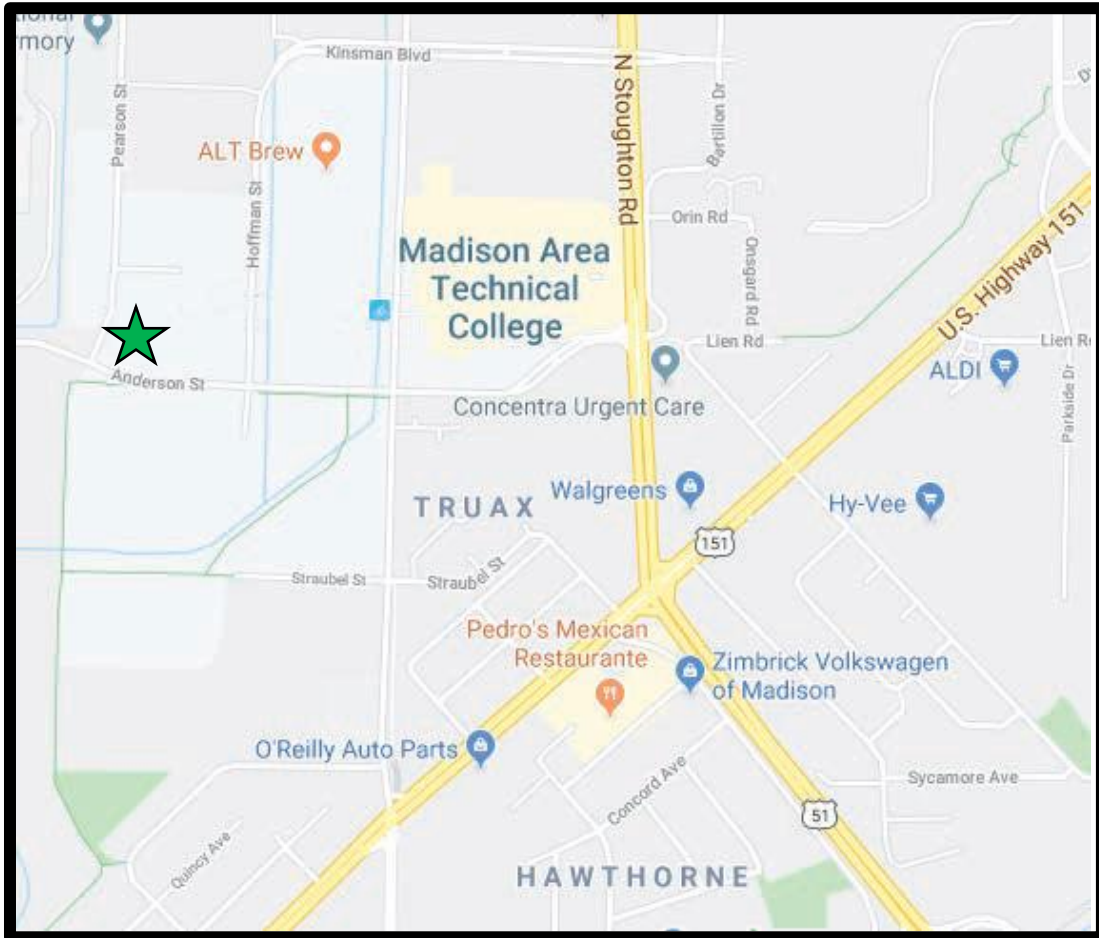 rmory
Kinsman Blvd
Pearson St
ALT Brew
N Stoughton Rd
Bartillon Dr
Hoffman St
Orin Rd
Onsgard Rd
U.S. Highway 151
Madison Area
Technical
College
Lien Rd
Lien R
ALDI
Anderson St
Concentra Urgent Care
Parkside Dr
Walgreens
Hy-Vee
TRUAX
151
Straubel St
Straubel St
Pedro's Mexican
Restaurante
Zimbrick Volkswagen
of Madison
O'Reilly Auto Parts
Sycamore Ave
Concord Ave
51
Quincy Ave
HAWTHORNE